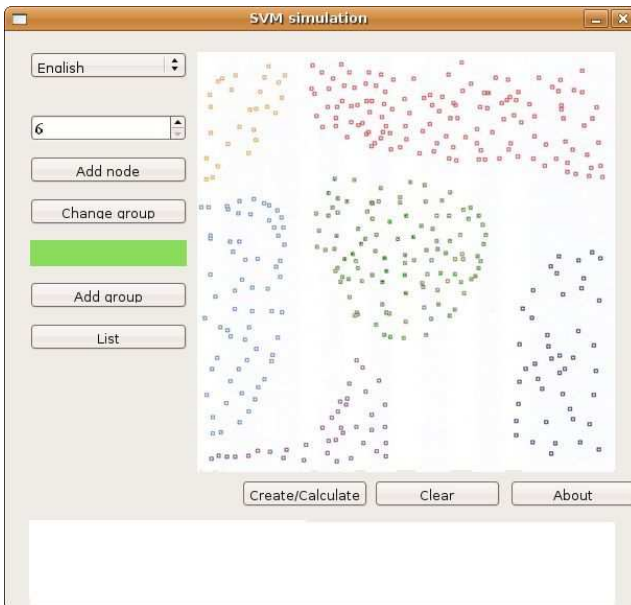 SVM simulation
English
6
Add node
Change group
Add group
List
Create/Calculate
Clear
About